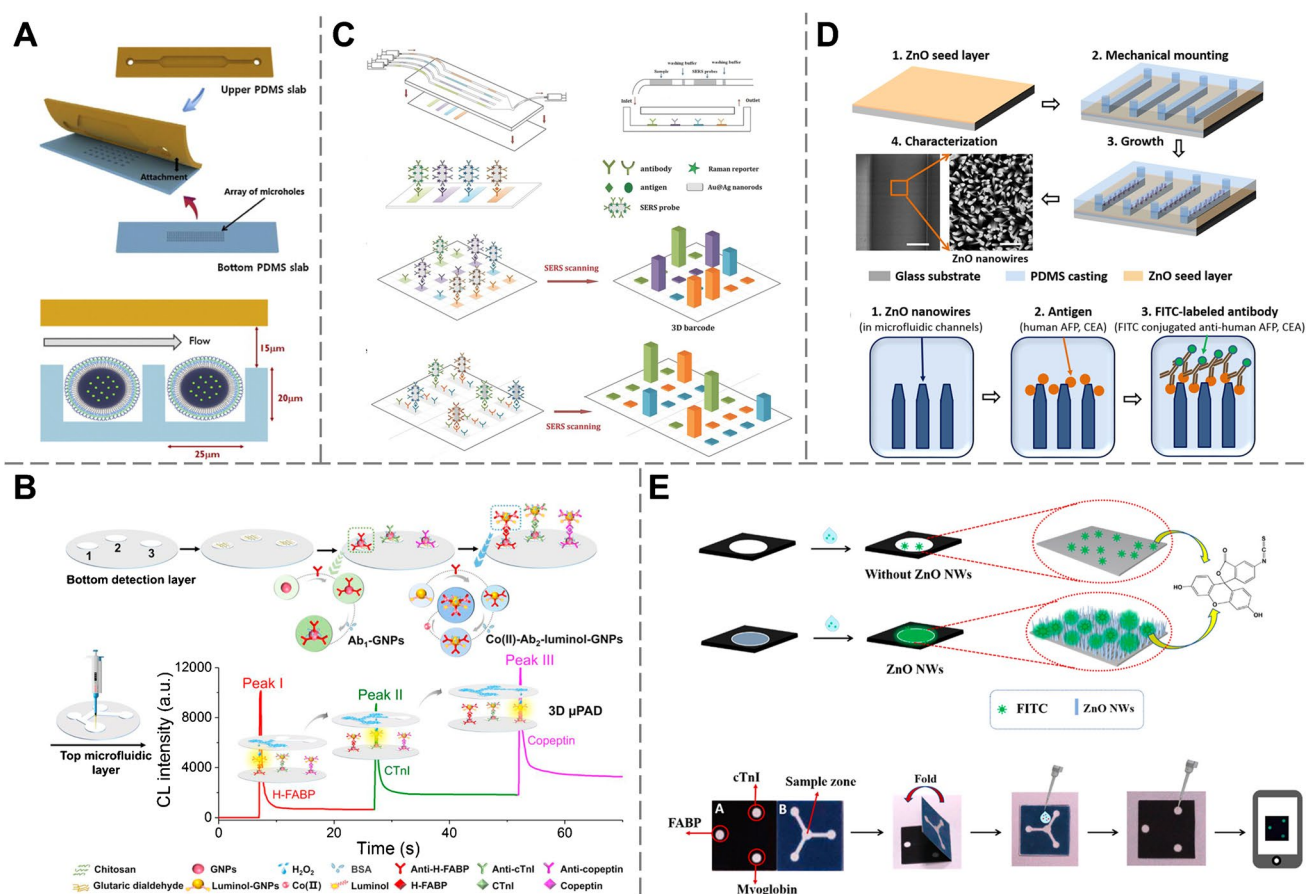 A
Upper PDMS slab
Attachment
Array of microholes
Bottom PDMS slab
Flow
15μm
20μm
25μm
C
washing buffer
washing buffer
Sample
SERS probes
Inlet
Outlet
antibody
Raman reporter
antigen
Au@Ag nanorods
SERS probe
SERS scanning
3D barcode
SERS scanning
D
1. ZnO seed layer
2. Mechanical mounting
4. Characterization
3. Growth
ZnO nanowires
Glass substrate
PDMS casting
ZnO seed layer
1. ZnO nanowires
(in microfluidic channels)
2. Antigen
(human AFP, CEA)
3. FITC-labeled antibody
(FITC conjugated anti-human AFP, CEA)
B
1
2
3
Bottom detection layer
Ab1-GNPs
Co(II)-Ab2-luminol-GNPs
Top microfluidic
layer
CL intensity (a.u.)
12000
8000
4000
0
Peak I
Peak II
Peak III
3D μPAD
H-FABP
CTnI
Copeptin
0
20
40
60
Time (s)
Chitosan
GNPs
H2O2
BSA
Anti-H-FABP
Anti-cTnI
Anti-copeptin
Glutaric dialdehyde
Luminol-GNPs
Co(II)
Luminol
H-FABP
CTnI
Copeptin
E
Without ZnO NWs
ZnO NWs
S
C
N
O
O
HO
O
OH
FITC
ZnO NWs
cTnI
Sample zone
A
B
FABP
Myoglobin
Fold